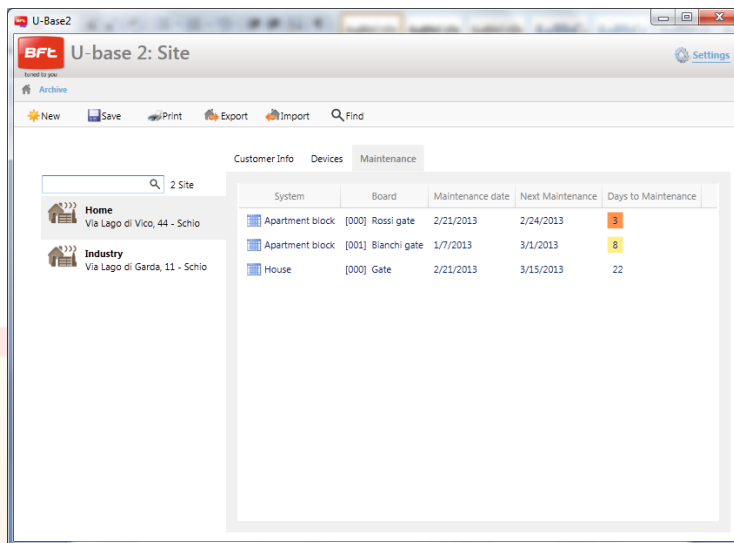 U-Base2
BFt U-base 2: Site Settings
tuned to you
Archive
New Save Print Export Import Find
Customer Info Devices Maintenance
2 Site
System Board Maintenance date Next Maintenance Days to Maintenance
Home
Via Lago di Vico, 44 - Schio
Apartment block [000] Rossi gate 2/21/2013 2/24/2013 3
Industry
Via Lago di Garda, 11 - Schio
Apartment block [001] Bianchi gate 1/7/2013 3/1/2013 8
House [000] Gate 2/21/2013 3/15/2013 22